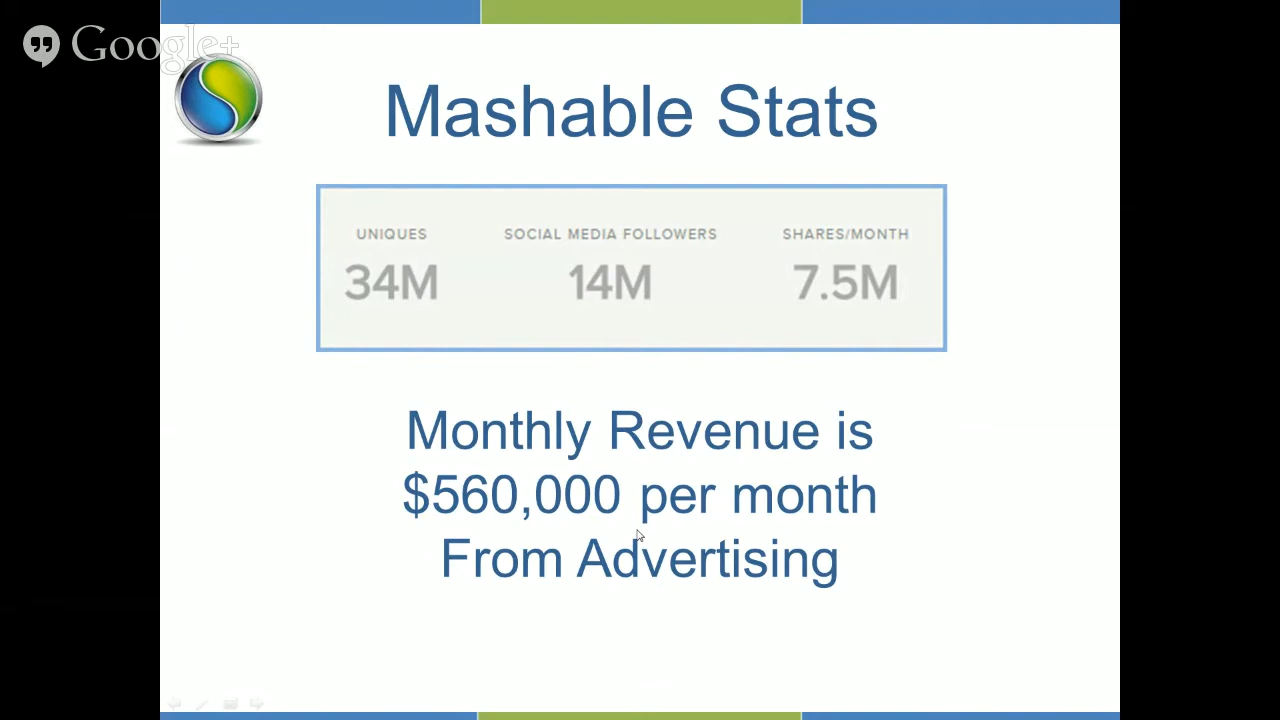 Google+
Mashable Stats
UNIQUES SOCIAL MEDIA FOLLOWERS SHARES/MONTH
34M 14M 7.5M
Monthly Revenue is
$560,000 per month
From Advertising